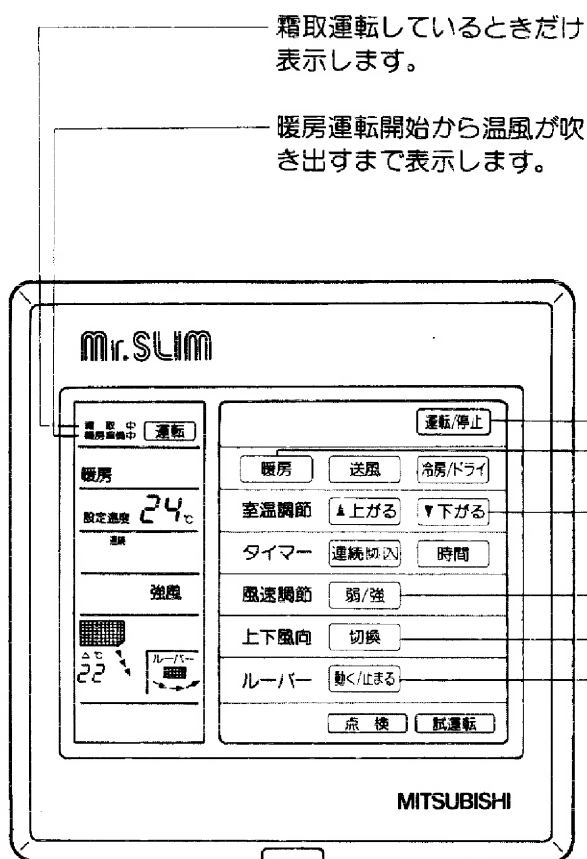 霜取運転しているときだけ
表示します。
暖房運転開始から温風が吹
き出すまで表示します。
Mr.SLIM
霜取中
暖房準備中 運転
暖房
設定温度 24℃
連続
強風
△℃
22
ルーバー
運転/停止
暖房 送風 冷房/ドライ
室温調節 ▲上がる ▼下がる
タイマー 連続 切 入 時間
風速調節 弱/強
上下風向 切換
ルーバー 動く/止まる
点検 試運転
MITSUBISHI